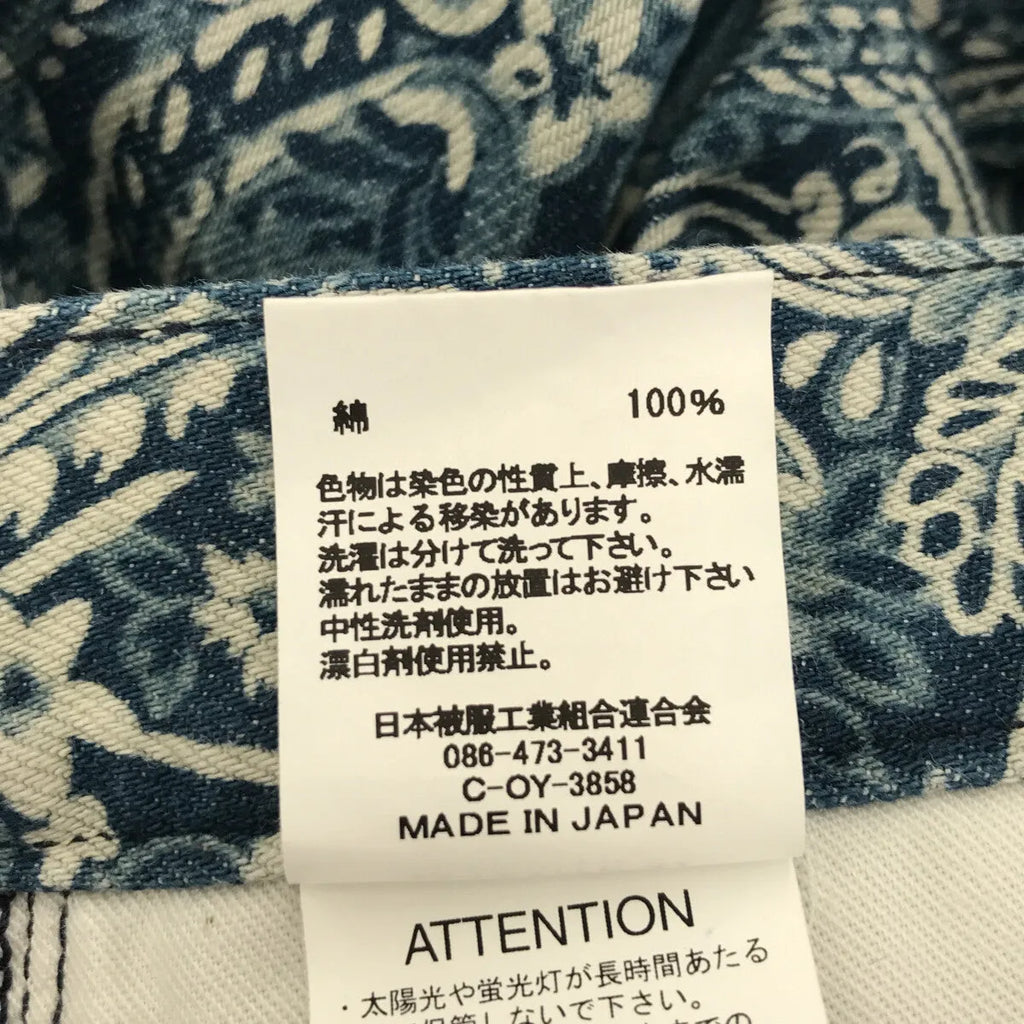 綿 100%
色物は染色の性質上、摩擦、水濡
汗による移染があります。
洗濯は分けて洗って下さい。
濡れたままの放置はお避け下さい
中性洗剤使用。
漂白剤使用禁止。
日本被服工業組合連合会
086-473-3411
C-OY-3858
MADE IN JAPAN
ATTENTION
・太陽光や蛍光灯が長時間あたる
保管しないで下さい。